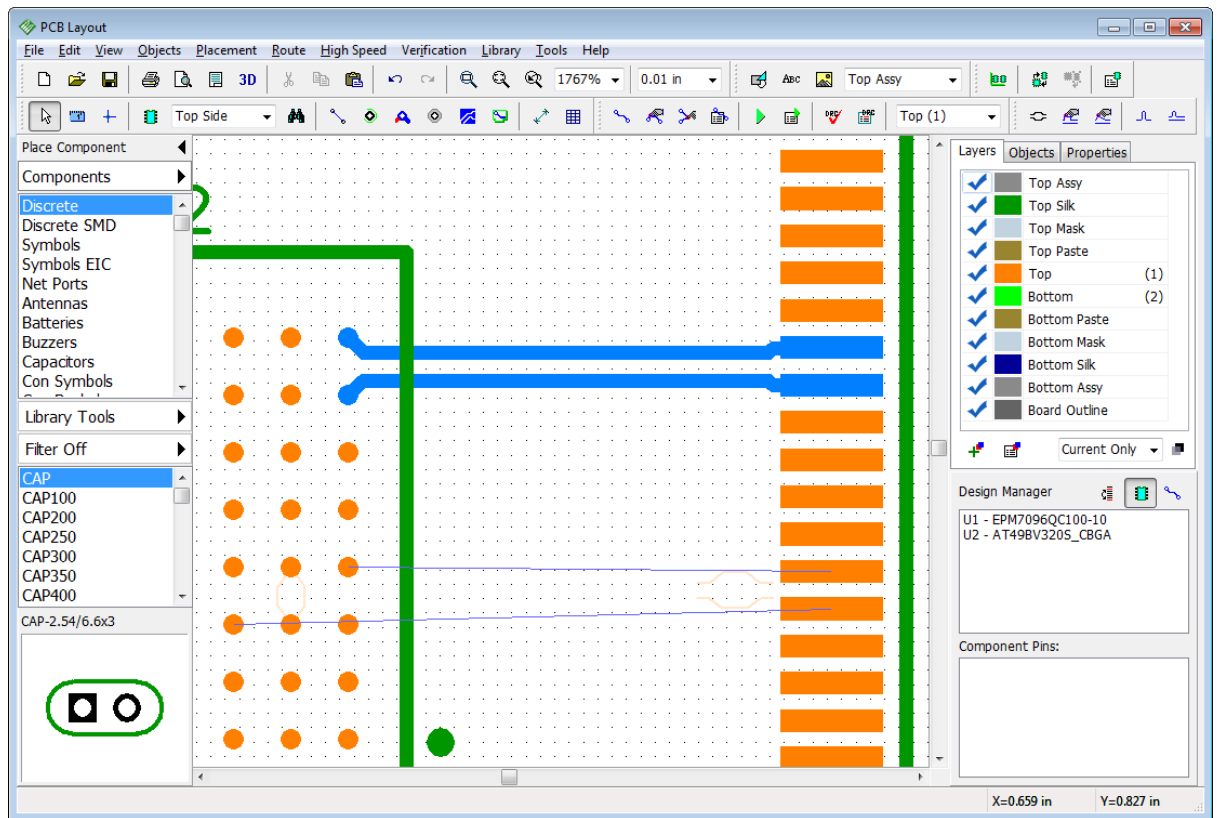 PCB Layout
File Edit View Objects Placement Route High Speed Verification Library Tools Help
3D 1767% 0.01 in ABC Top Assy
Top Side DRC Top (1)
Place Component
Components
Discrete
Discrete SMD
Symbols
Symbols EIC
Net Ports
Antennas
Batteries
Buzzers
Capacitors
Con Symbols
Library Tools
Filter Off
CAP
CAP100
CAP200
CAP250
CAP300
CAP350
CAP400
CAP-2.54/6.6x3
2
Layers Objects Properties
Top Assy
Top Silk
Top Mask
Top Paste
Top (1)
Bottom (2)
Bottom Paste
Bottom Mask
Bottom Silk
Bottom Assy
Board Outline
Current Only
Design Manager
U1 - EPM7096QC100-10
U2 - AT49BV320S_CBGA
Component Pins:
X=0.659 in Y=0.827 in